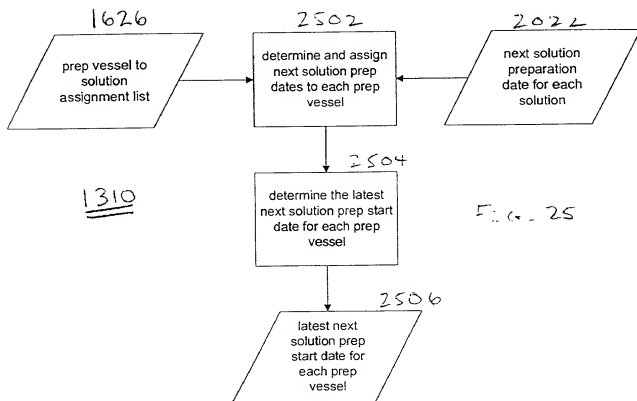 1626
2502
2022
prep vessel to
solution
assignment list
determine and assign
next solution prep
dates to each prep
vessel
next solution
preparation
date for each
solution
2504
1310
determine the latest
next solution prep start
date for each prep
vessel
Fig. 25
2506
latest next
solution prep
start date for
each prep
vessel